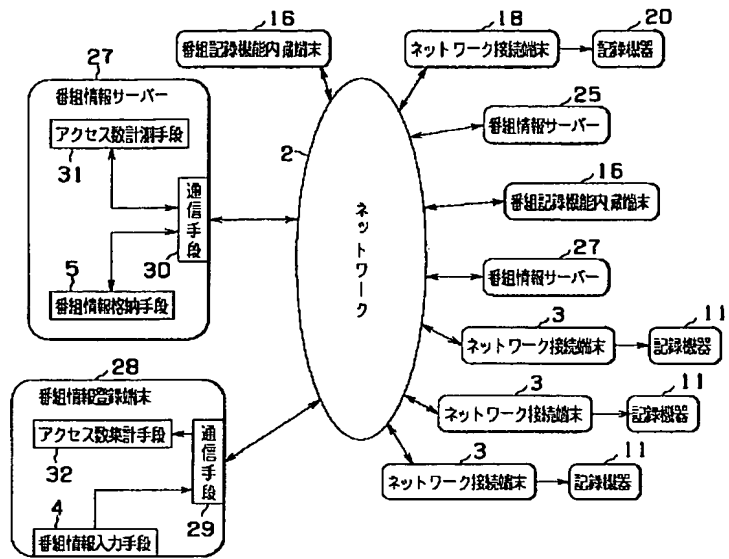 16
番組記録機能内蔵端末
18
ネットワーク接続端末
20
記録機器
27
番組情報サーバー
アクセス数計測手段
31
通信手段
30
5
番組情報格納手段
2
ネットワーク
25
番組情報サーバー
16
番組記録機能内蔵端末
27
番組情報サーバー
3
ネットワーク接続端末
11
記録機器
3
ネットワーク接続端末
11
記録機器
3
ネットワーク接続端末
11
記録機器
28
番組情報登録端末
アクセス数集計手段
32
通信手段
29
4
番組情報入力手段